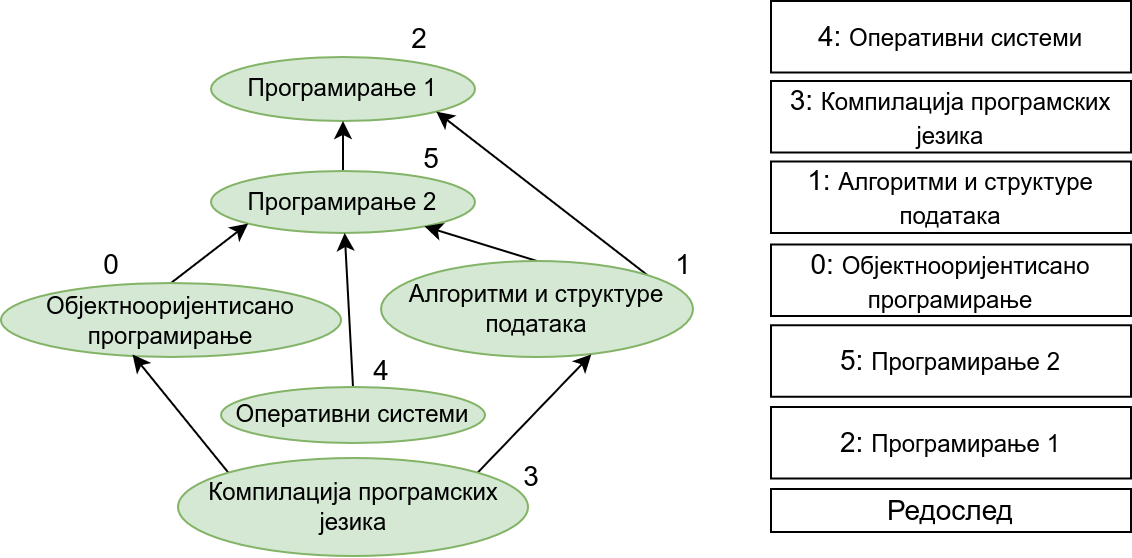 2
Програмирање 1
5
Програмирање 2
0
Објектнооријентисано
програмирање
1
Алгоритми и структуре
података
4
Оперативни системи
3
Компилација програмских
језика
4: Оперативни системи
3: Компилација програмских
језика
1: Алгоритми и структуре
података
0: Објектнооријентисано
програмирање
5: Програмирање 2
2: Програмирање 1
Редослед